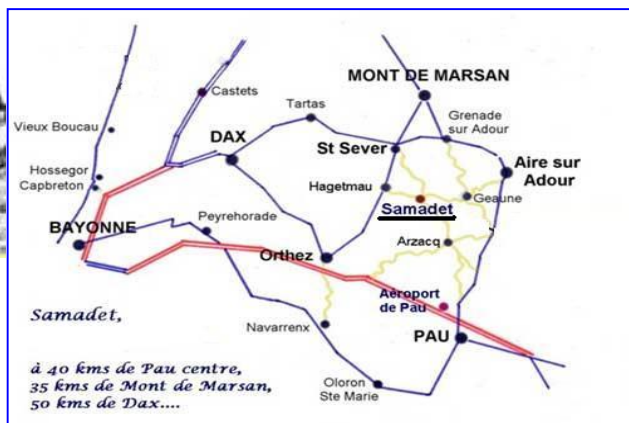 MONT DE MARSAN
Castets
Tartas
Grenade
sur Adour
Vieux Boucau
DAX
St Sever
Aire sur
Adour
Hossegor
Capbreton
Hagetmau
Geaune
Samadet
Peyrehorade
BAYONNE
Arzacq
Orthez
Aéroport
de Pau
Samadet,
Navarrenx
PAU
à 40 kms de Pau centre,
35 kms de Mont de Marsan,
50 kms de Dax....
Oloron
Ste Marie